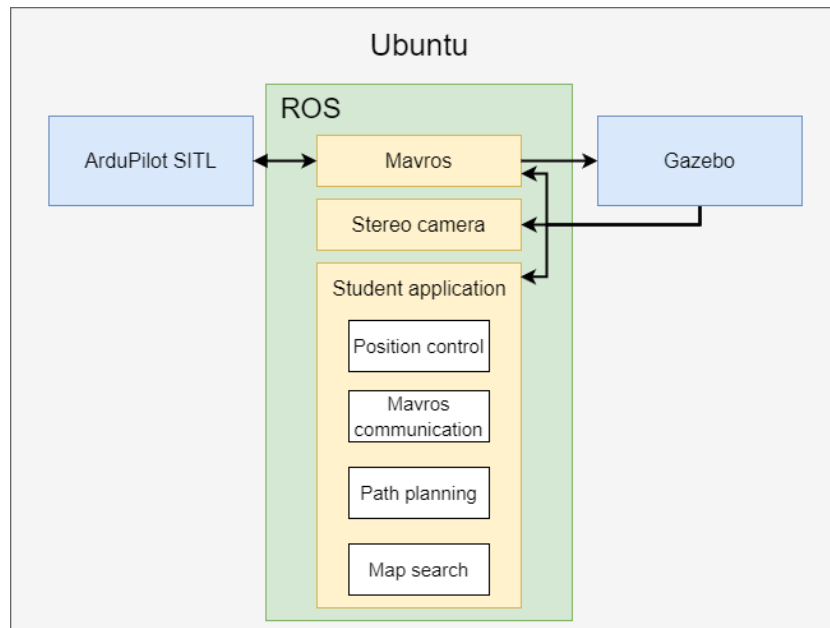 Ubuntu
ROS
ArduPilot SITL
Mavros
Gazebo
Stereo camera
Student application
Position control
Mavros
communication
Path planning
Map search